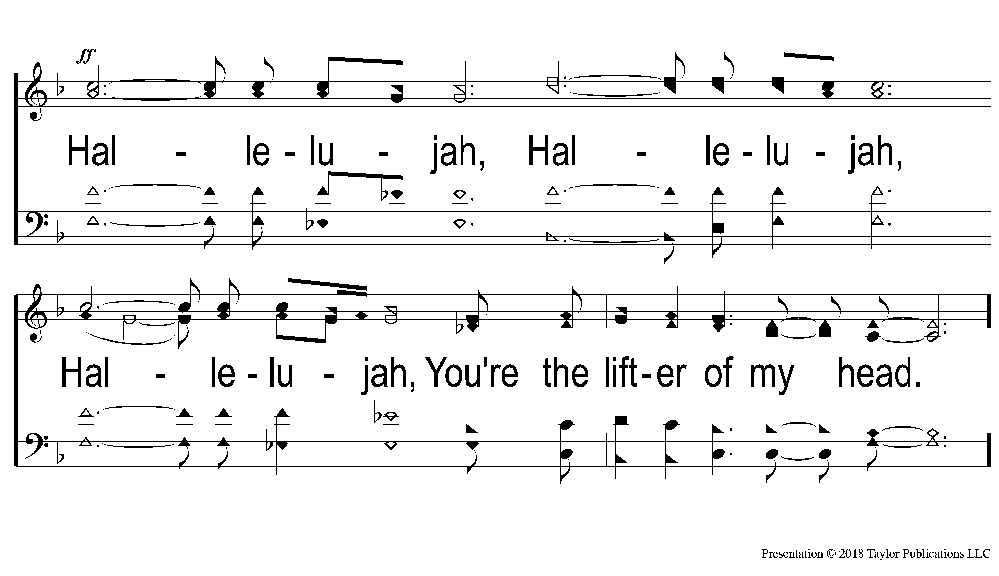 ff
Hal - le - lu - jah, Hal - le - lu - jah,
Hal - le - lu - jah, You're the lift-er of my head.
Presentation © 2018 Taylor Publications LLC